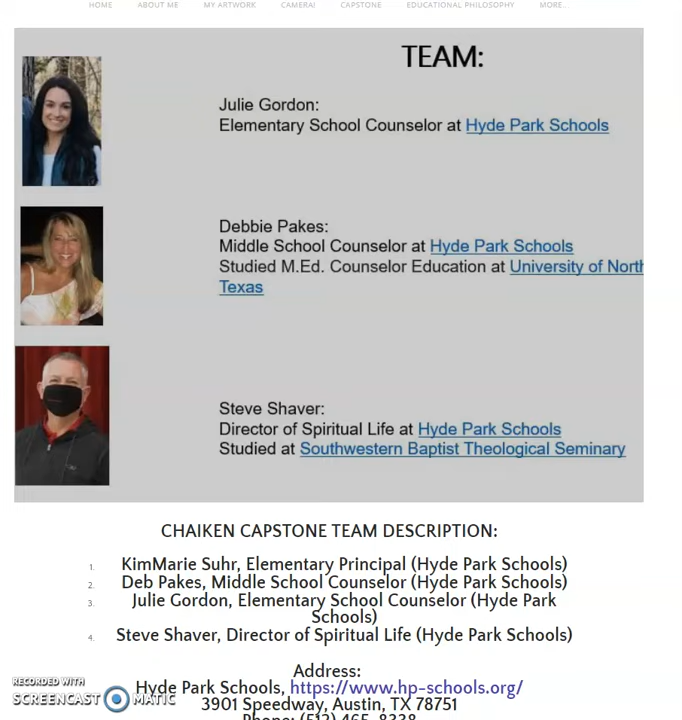 HOME ABOUT ME MY ARTWORK CAMERA! CAPSTONE EDUCATIONAL PHILOSOPHY MORE...
TEAM:
Julie Gordon:
Elementary School Counselor at Hyde Park Schools
Debbie Pakes:
Middle School Counselor at Hyde Park Schools
Studied M.Ed. Counselor Education at University of North
Texas
Steve Shaver:
Director of Spiritual Life at Hyde Park Schools
Studied at Southwestern Baptist Theological Seminary
CHAIKEN CAPSTONE TEAM DESCRIPTION:
1. KimMarie Suhr, Elementary Principal (Hyde Park Schools)
2. Deb Pakes, Middle School Counselor (Hyde Park Schools)
3. Julie Gordon, Elementary School Counselor (Hyde Park
Schools)
4. Steve Shaver, Director of Spiritual Life (Hyde Park Schools)
Address:
Hyde Park Schools, https://www.hp-schools.org/
3901 Speedway, Austin, TX 78751
Phone: (512) 465-8338
RECORDED WITH
SCREENCAST MATIC